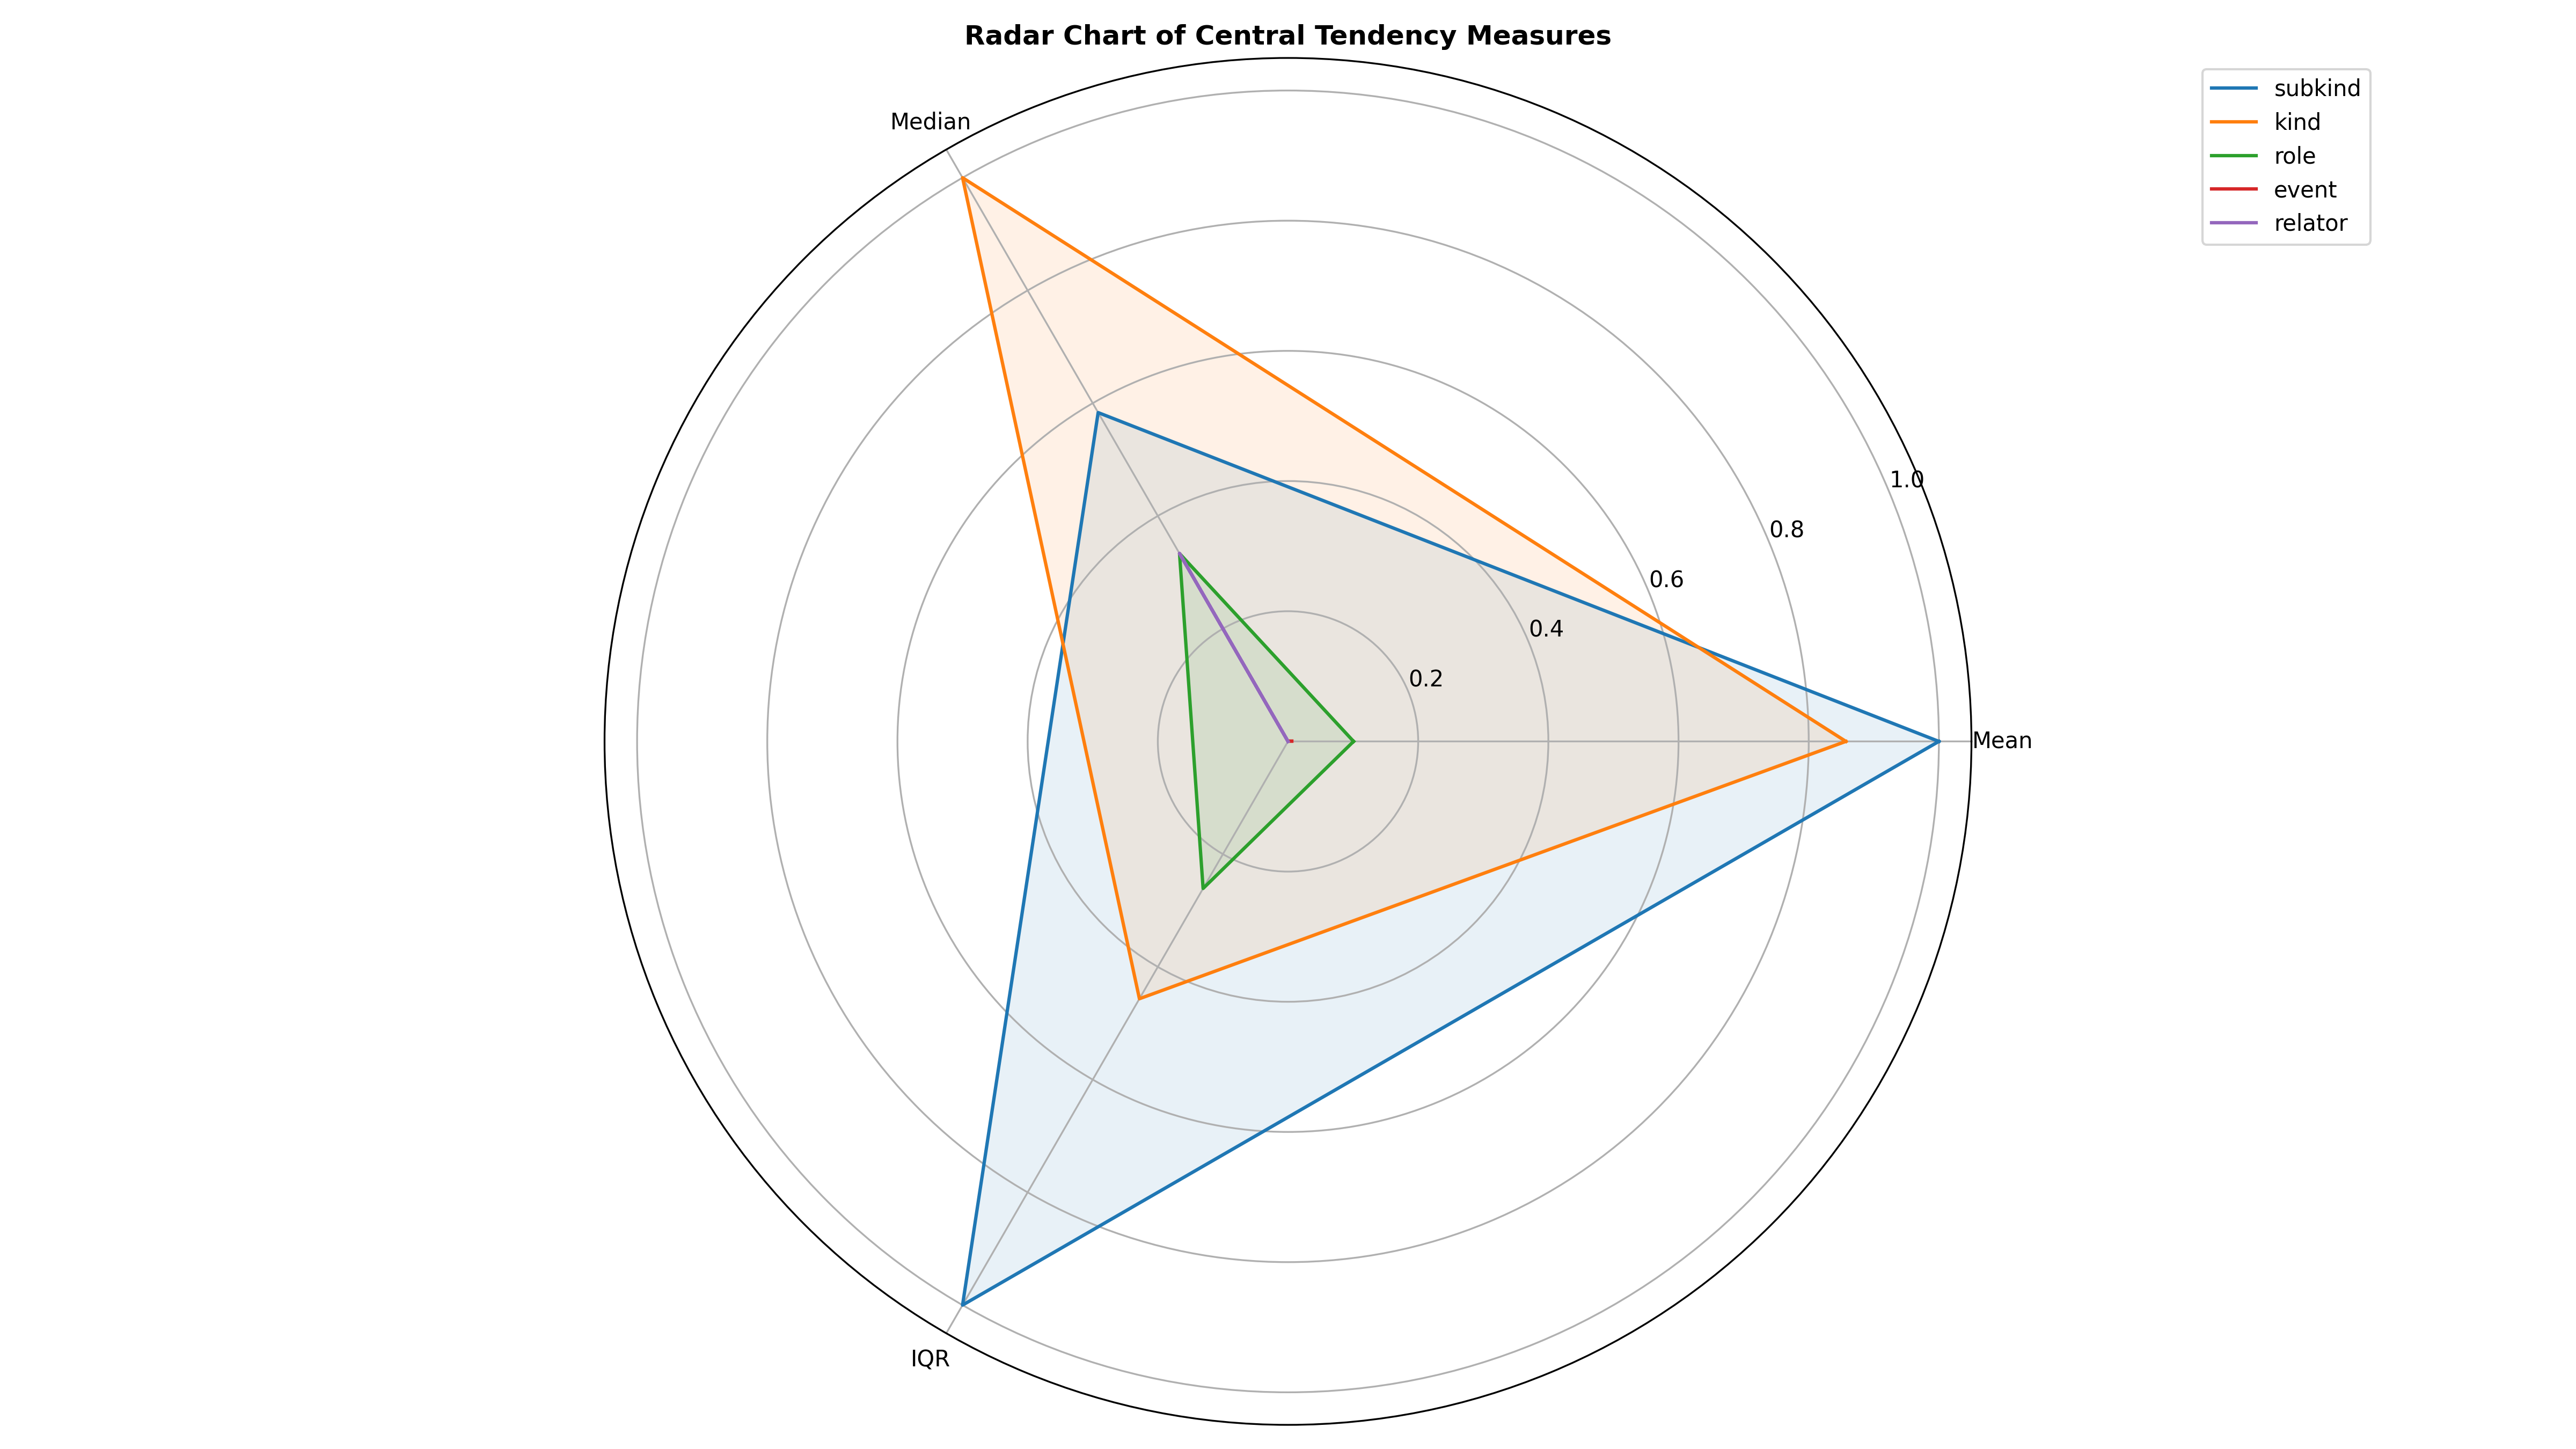 Radar Chart of Central Tendency Measures
subkind
kind
role
event
relator
Median
1.0
0.8
0.6
0.4
0.2
Mean
IQR